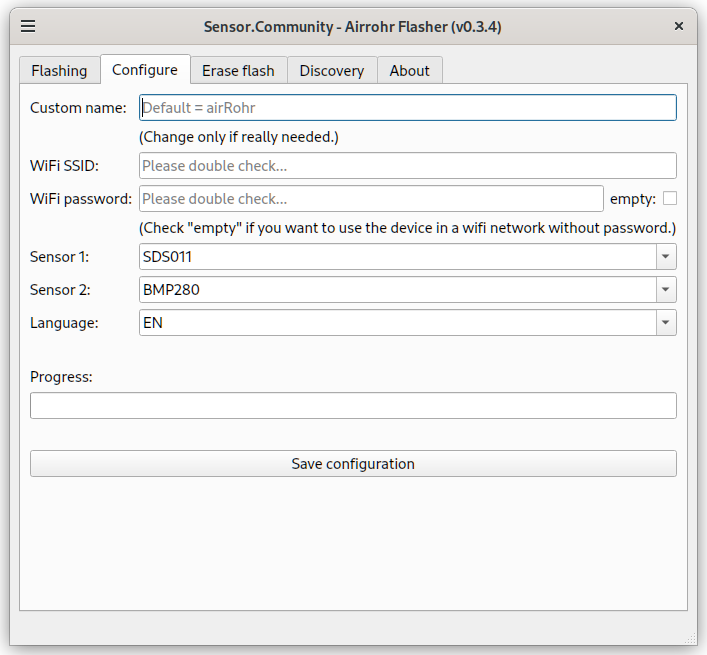 Sensor.Community - Airrohr Flasher (v0.3.4)
Flashing Configure Erase flash Discovery About
Custom name: Default = airRohr
(Change only if really needed.)
WiFi SSID: Please double check...
WiFi password: Please double check... empty:
(Check "empty" if you want to use the device in a wifi network without password.)
Sensor 1: SDS011
Sensor 2: BMP280
Language: EN
Progress:
Save configuration